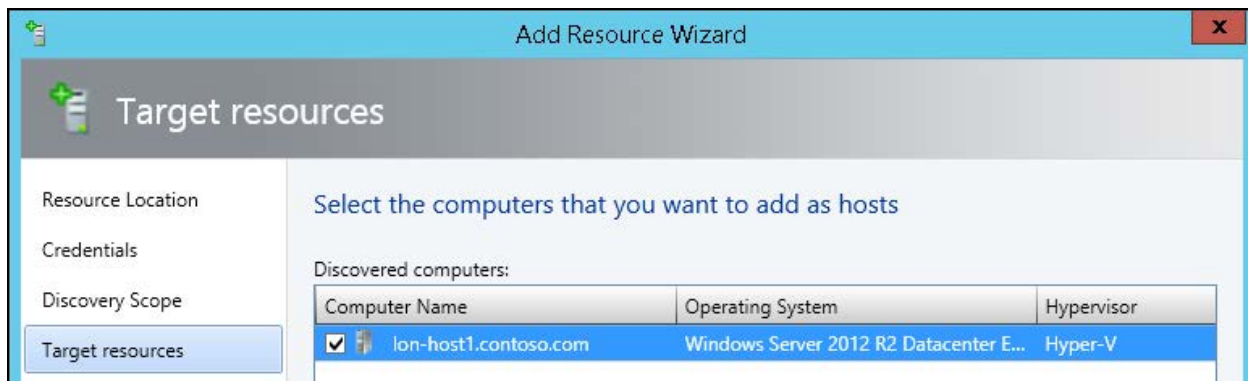 Add Resource Wizard
x
Target resources
Resource Location
Select the computers that you want to add as hosts
Credentials
Discovered computers:
Discovery Scope
Computer Name Operating System Hypervisor
Target resources
lon-host1.contoso.com Windows Server 2012 R2 Datacenter E... Hyper-V